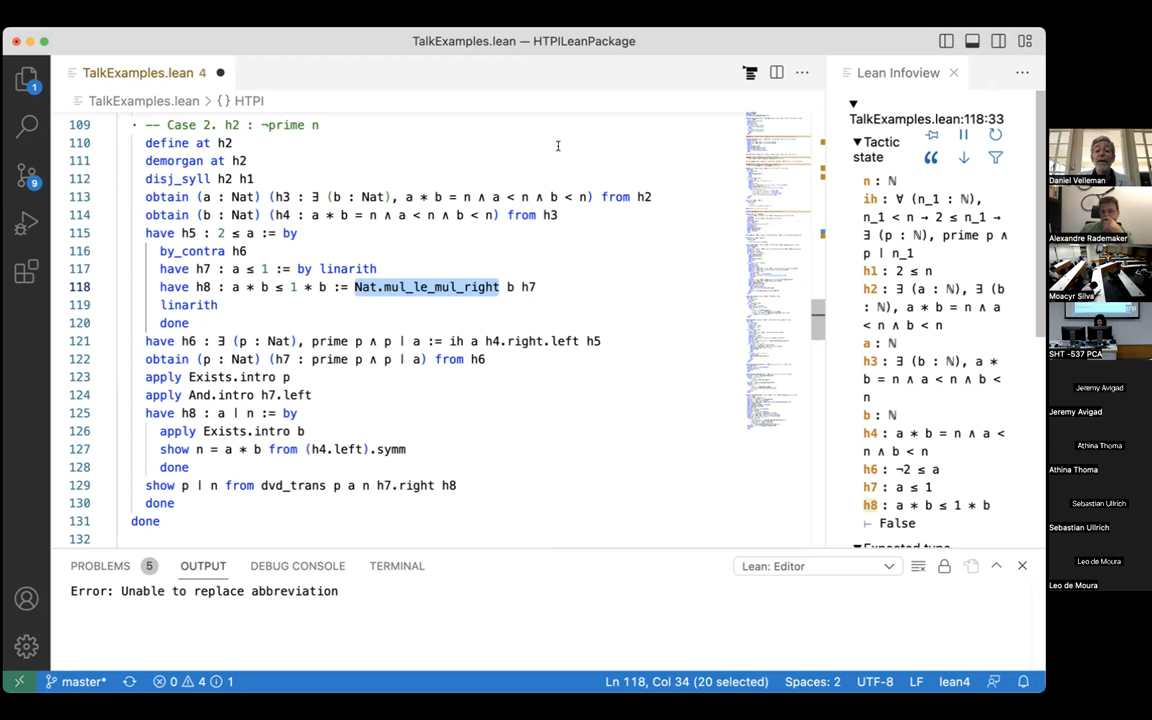 TalkExamples.lean — HTPILeanPackage
TalkExamples.lean 4
TalkExamples.lean > {} HTPI
109 · -- Case 2. h2 : ¬prime n
110 define at h2
111 demorgan at h2
112 disj_syll h2 h1
113 obtain (a : Nat) (h3 : ∃ (b : Nat), a * b = n ∧ a < n ∧ b < n) from h2
114 obtain (b : Nat) (h4 : a * b = n ∧ a < n ∧ b < n) from h3
115 have h5 : 2 ≤ a := by
116 by_contra h6
117 have h7 : a ≤ 1 := by linarith
118 have h8 : a * b ≤ 1 * b := Nat.mul_le_mul_right b h7
119 linarith
120 done
121 have h6 : ∃ (p : Nat), prime p ∧ p ∣ a := ih a h4.right.left h5
122 obtain (p : Nat) (h7 : prime p ∧ p ∣ a) from h6
123 apply Exists.intro p
124 apply And.intro h7.left
125 have h8 : a ∣ n := by
126 apply Exists.intro b
127 show n = a * b from (h4.left).symm
128 done
129 show p ∣ n from dvd_trans p a n h7.right h8
130 done
131 done
132
Lean Infoview
TalkExamples.lean:118:33
Tactic
state
n : ℕ
ih : ∀ (n_1 : ℕ),
n_1 < n → 2 ≤ n_1 →
∃ (p : ℕ), prime p ∧
p ∣ n_1
h1 : 2 ≤ n
h2 : ∃ (a : ℕ), ∃ (b
: ℕ), a * b = n ∧ a
< n ∧ b < n
a : ℕ
h3 : ∃ (b : ℕ), a *
b = n ∧ a < n ∧ b <
n
b : ℕ
h4 : a * b = n ∧ a <
n ∧ b < n
h6 : ¬2 ≤ a
h7 : a ≤ 1
h8 : a * b ≤ 1 * b
⊢ False
Expected type
PROBLEMS 5 OUTPUT DEBUG CONSOLE TERMINAL
Lean: Editor
Error: Unable to replace abbreviation
master* 0 4 1
Ln 118, Col 34 (20 selected) Spaces: 2 UTF-8 LF lean4
1
9
Daniel Velleman
Alexandre Rademaker
Moacyr Silva
SHT -537 PCA
Jeremy Avigad
Jeremy Avigad
Athina Thoma
Athina Thoma
Sebastian Ullrich
Sebastian Ullrich
Leo de Moura
Leo de Moura